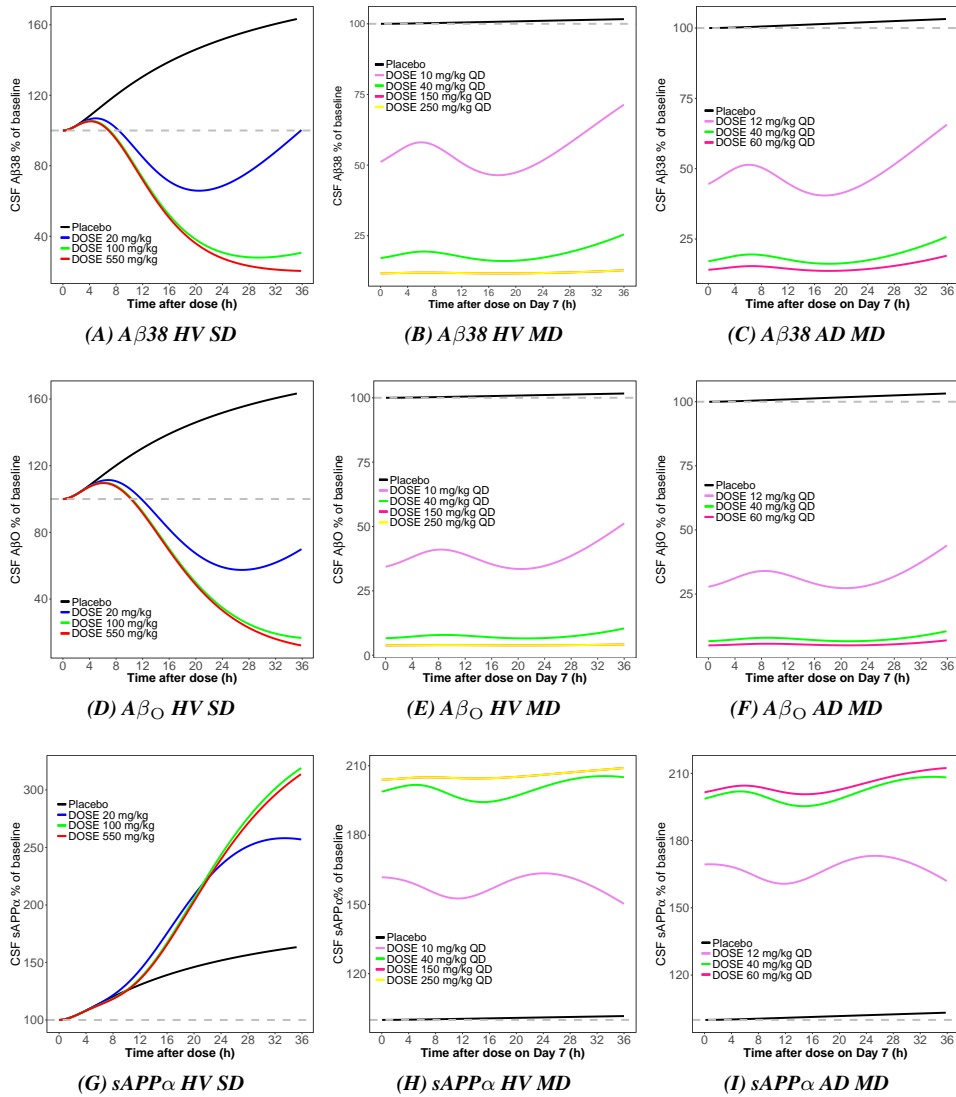 CSF Aβ38 % of baseline
160
120
80
40
Placebo
DOSE 20 mg/kg
DOSE 100 mg/kg
DOSE 550 mg/kg
0 4 8 12 16 20 24 28 32 36
Time after dose (h)
(A) Aβ38 HV SD
CSF Aβ38 % of baseline
100
75
50
25
Placebo
DOSE 10 mg/kg QD
DOSE 40 mg/kg QD
DOSE 150 mg/kg QD
DOSE 250 mg/kg QD
0 4 8 12 16 20 24 28 32 36
Time after dose on Day 7 (h)
(B) Aβ38 HV MD
CSF Aβ38 % of baseline
100
75
50
25
Placebo
DOSE 12 mg/kg QD
DOSE 40 mg/kg QD
DOSE 60 mg/kg QD
0 4 8 12 16 20 24 28 32 36
Time after dose on Day 7 (h)
(C) Aβ38 AD MD
CSF AβO % of baseline
160
120
80
40
Placebo
DOSE 20 mg/kg
DOSE 100 mg/kg
DOSE 550 mg/kg
0 4 8 12 16 20 24 28 32 36
Time after dose (h)
(D) AβO HV SD
CSF AβO % of baseline
100
75
50
25
0
Placebo
DOSE 10 mg/kg QD
DOSE 40 mg/kg QD
DOSE 150 mg/kg QD
DOSE 250 mg/kg QD
0 4 8 12 16 20 24 28 32 36
Time after dose on Day 7 (h)
(E) AβO HV MD
CSF AβO % of baseline
100
75
50
25
Placebo
DOSE 12 mg/kg QD
DOSE 40 mg/kg QD
DOSE 60 mg/kg QD
0 4 8 12 16 20 24 28 32 36
Time after dose on Day 7 (h)
(F) AβO AD MD
CSF sAPPα % of baseline
300
250
200
150
100
Placebo
DOSE 20 mg/kg
DOSE 100 mg/kg
DOSE 550 mg/kg
0 4 8 12 16 20 24 28 32 36
Time after dose (h)
(G) sAPPα HV SD
CSF sAPPα% of baseline
210
180
150
120
Placebo
DOSE 10 mg/kg QD
DOSE 40 mg/kg QD
DOSE 150 mg/kg QD
DOSE 250 mg/kg QD
0 4 8 12 16 20 24 28 32 36
Time after dose on Day 7 (h)
(H) sAPPα HV MD
CSF sAPPα % of baseline
210
180
150
120
Placebo
DOSE 12 mg/kg QD
DOSE 40 mg/kg QD
DOSE 60 mg/kg QD
0 4 8 12 16 20 24 28 32 36
Time after dose on Day 7 (h)
(I) sAPPα AD MD